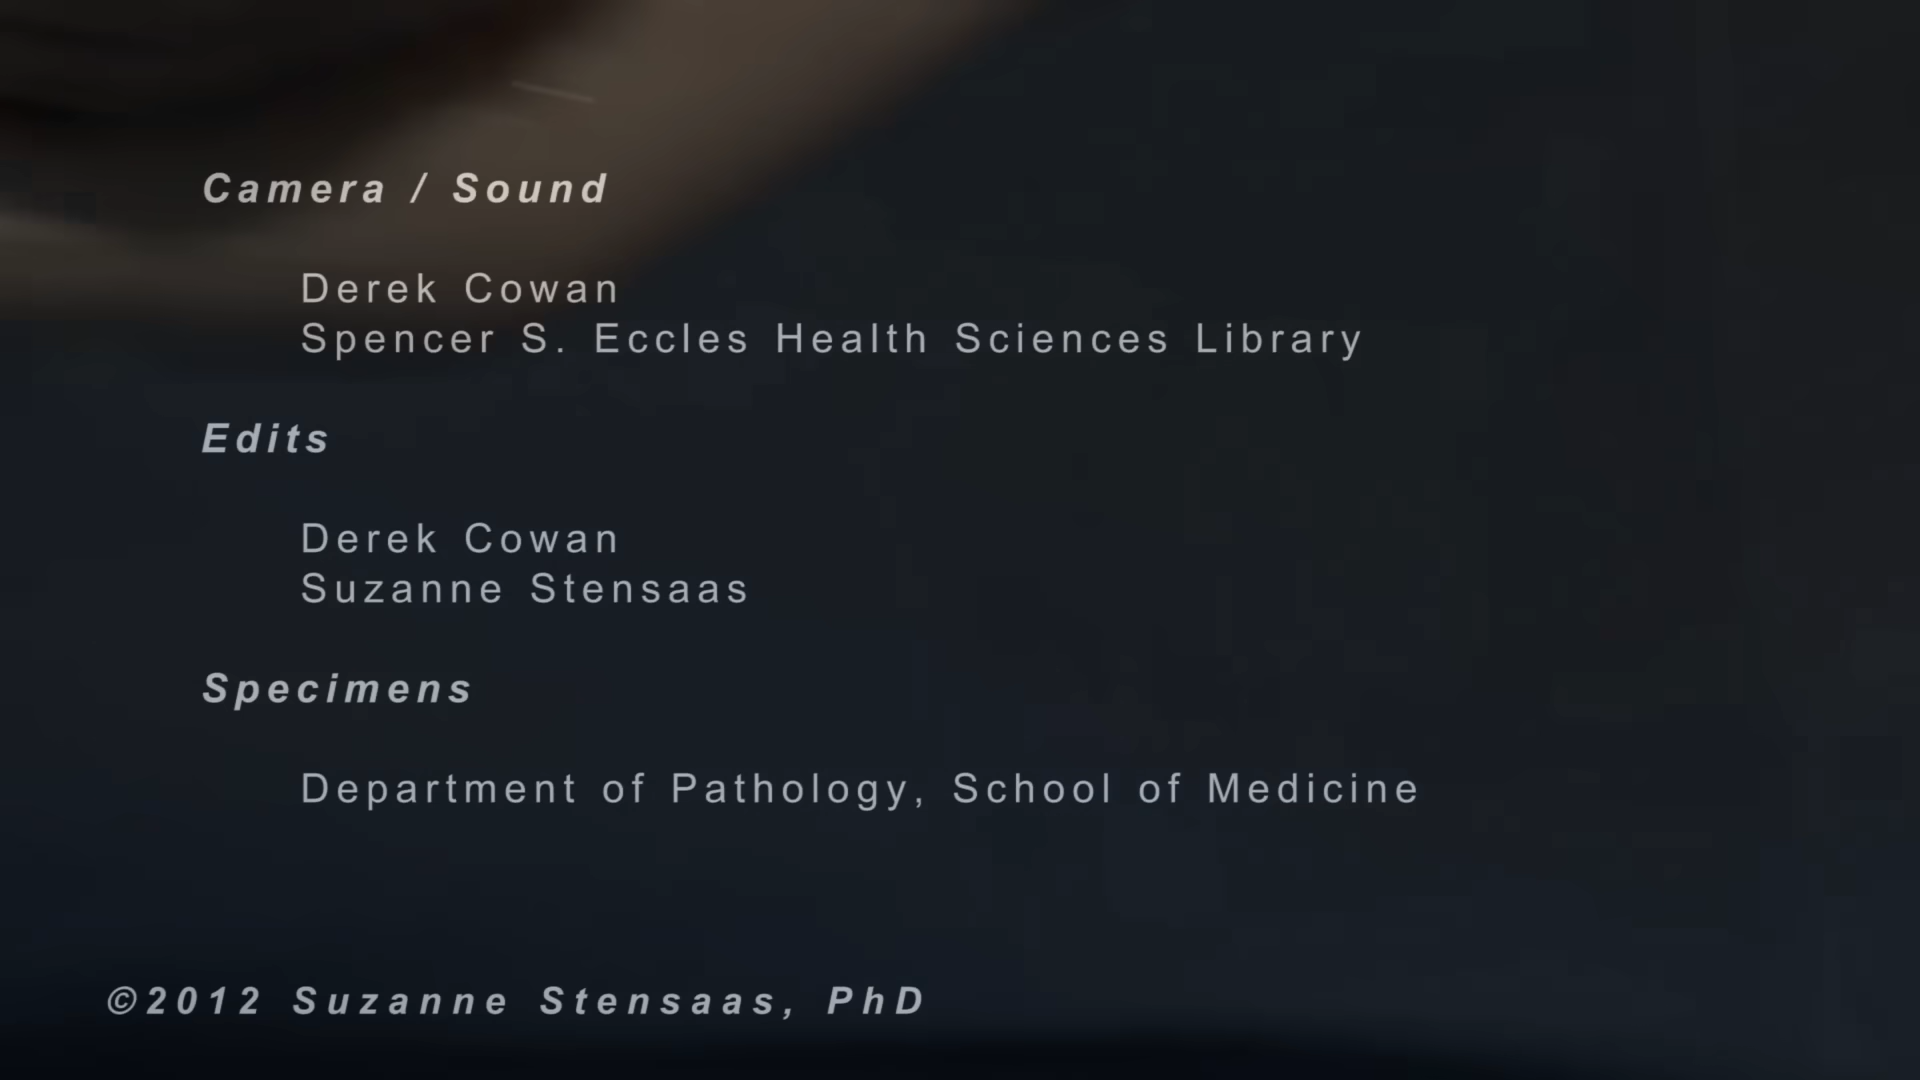 Camera / Sound
Derek Cowan
Spencer S. Eccles Health Sciences Library
Edits
Derek Cowan
Suzanne Stensaas
Specimens
Department of Pathology, School of Medicine
©2012 Suzanne Stensaas, PhD